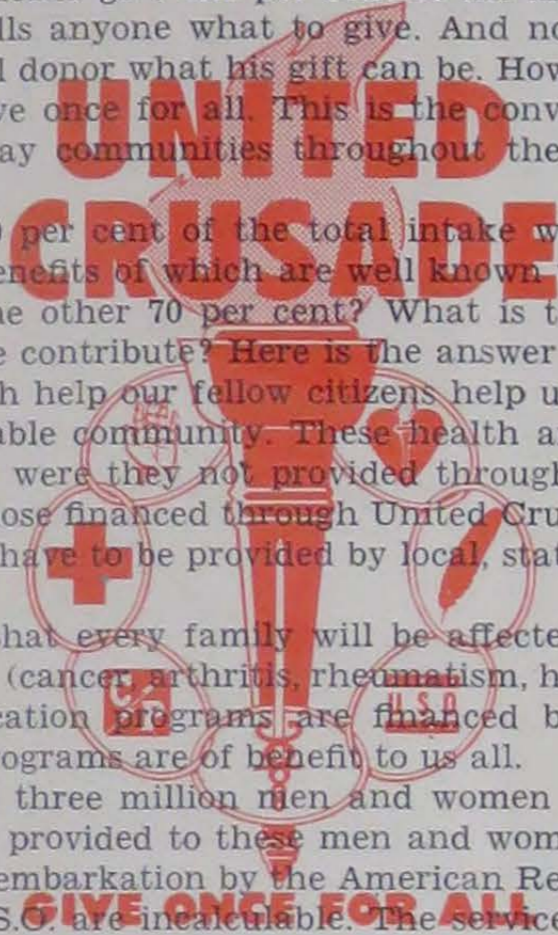 lls anyone what to give. And no
l donor what his gift can be. How
ve once for all. This is the conv
ay communities throughout the
UNITED
CRUSADE
per cent of the total intake w
enefits of which are well known
he other 70 per cent? What is t
e contribute? Here is the answer
h help our fellow citizens help u
able community. These health a
were they not provided through
ose financed through United Cru
have to be provided by local, stat
hat every family will be affecte
(cancer, arthritis, rheumatism, h
cation programs are financed b
ograms are of benefit to us all.
three million men and women
provided to these men and wom
embarkation by the American Re
S.O. are incalculable. The service
GIVE ONCE FOR ALL
U.S.O